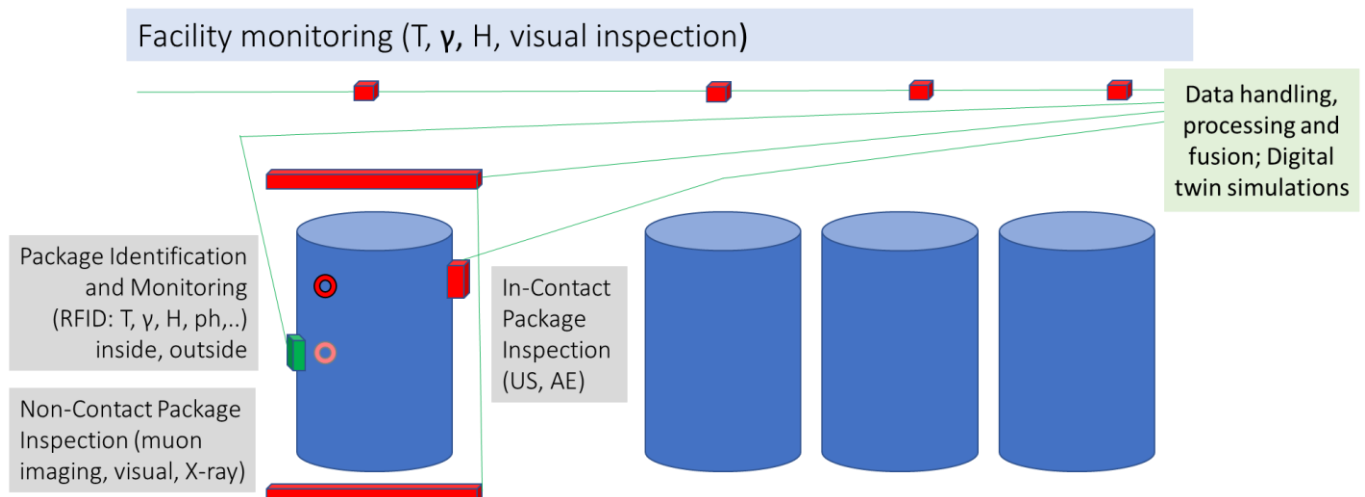 Facility monitoring (T, γ, H, visual inspection)
Data handling,
processing and
fusion; Digital
twin simulations
Package Identification
and Monitoring
(RFID: T, γ, H, ph,..)
inside, outside
In-Contact
Package
Inspection
(US, AE)
Non-Contact Package
Inspection (muon
imaging, visual, X-ray)